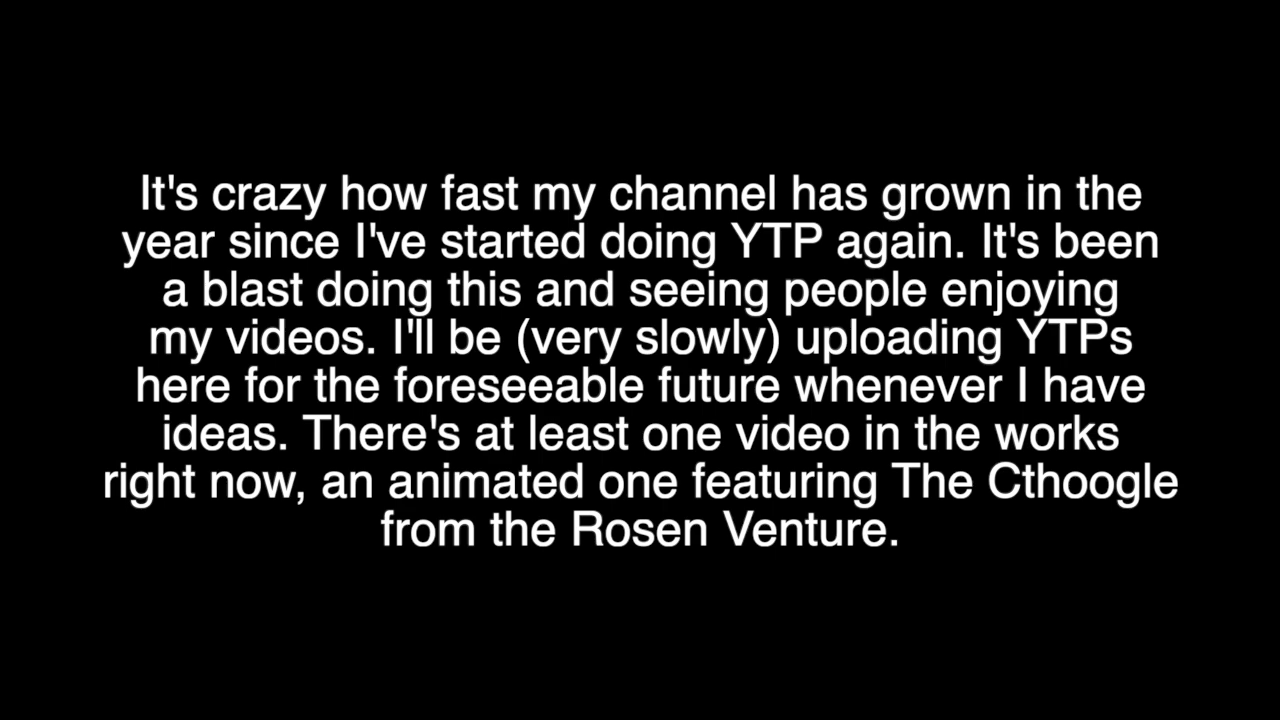 It's crazy how fast my channel has grown in the
year since I've started doing YTP again. It's been
a blast doing this and seeing people enjoying
my videos. I'll be (very slowly) uploading YTPs
here for the foreseeable future whenever I have
ideas. There's at least one video in the works
right now, an animated one featuring The Cthoogle
from the Rosen Venture.